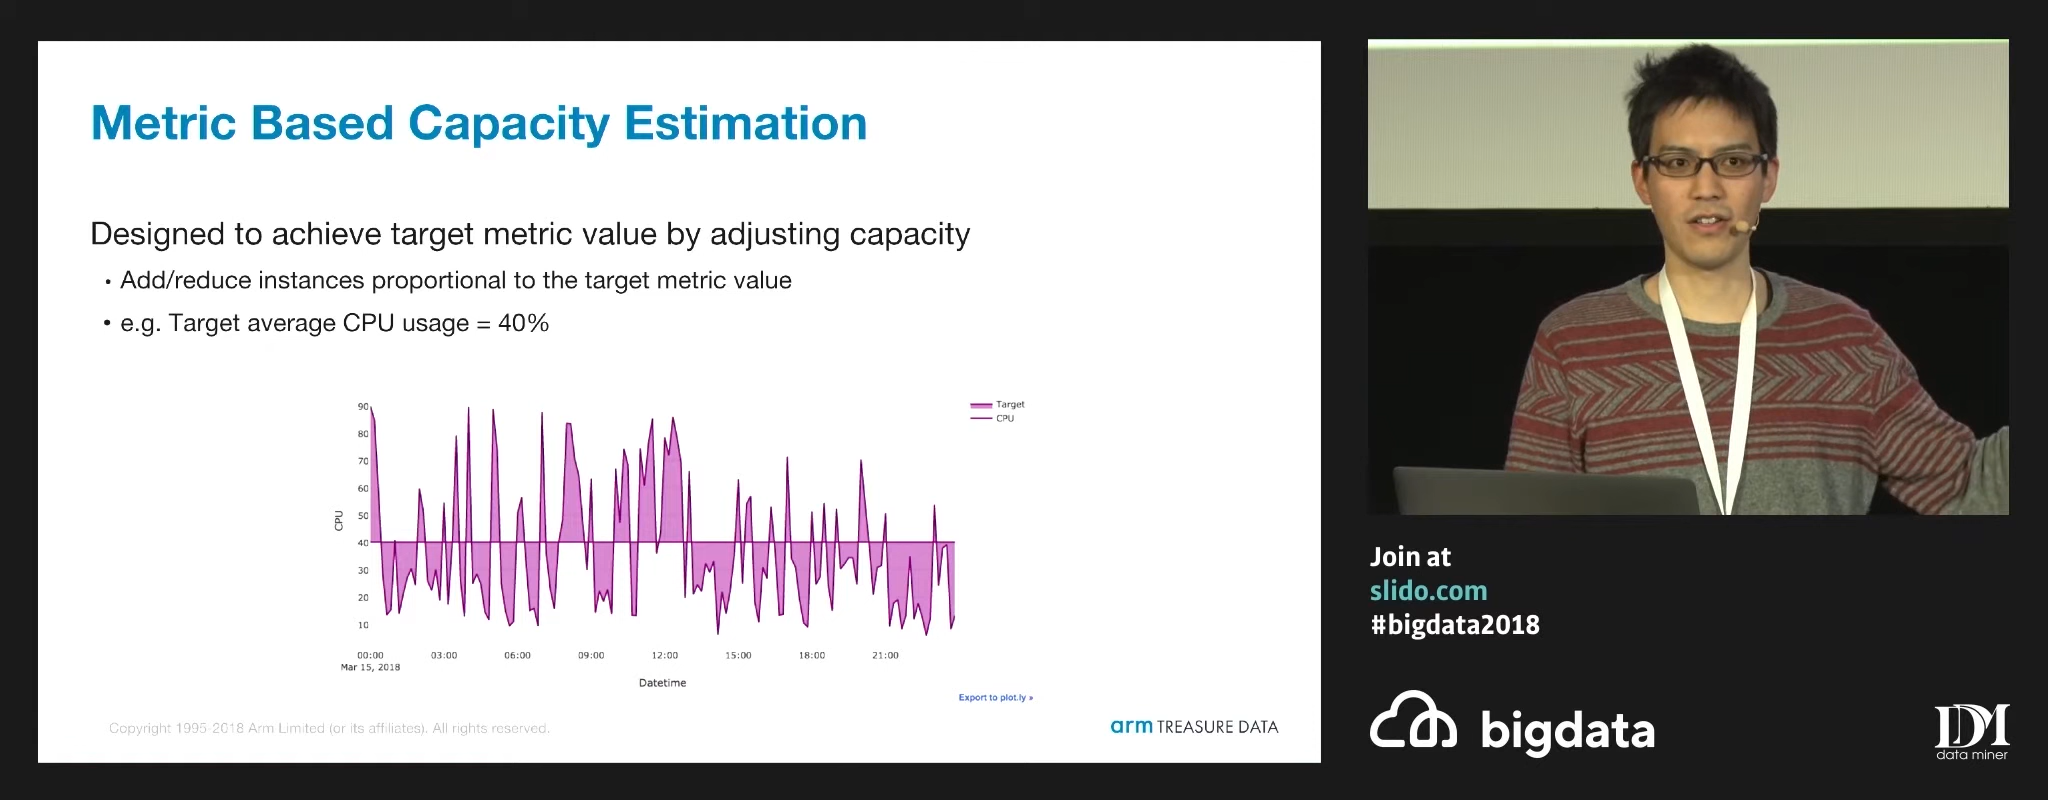 Metric Based Capacity Estimation
Designed to achieve target metric value by adjusting capacity
• Add/reduce instances proportional to the target metric value
• e.g. Target average CPU usage = 40%
Target
CPU
90
80
70
60
50
40
30
20
10
CPU
00:00 03:00 06:00 09:00 12:00 15:00 18:00 21:00
Mar 15, 2018
Datetime
Export to plot.ly »
Copyright 1995-2018 Arm Limited (or its affiliates). All rights reserved.
arm TREASURE DATA
Join at
slido.com
#bigdata2018
bigdata
DM
data miner